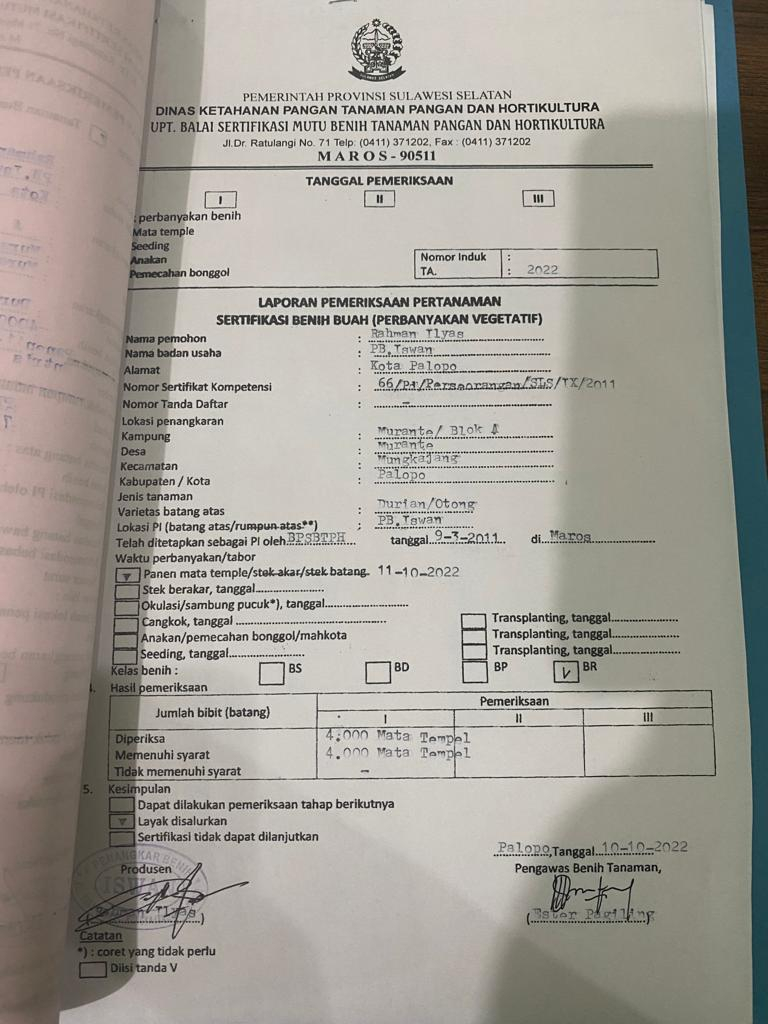 SULAWESI SELATAN
PEMERINTAH PROVINSI SULAWESI SELATAN
DINAS KETAHANAN PANGAN TANAMAN PANGAN DAN HORTIKULTURA
UPT. BALAI SERTIFIKASI MUTU BENIH TANAMAN PANGAN DAN HORTIKULTURA
Jl.Dr. Ratulangi No. 71 Telp: (0411) 371202, Fax : (0411) 371202
MAROS - 90511
TANGGAL PEMERIKSAAN
I II III
: perbanyakan benih
Mata temple
Seeding
Anakan
Pemecahan bonggol
Nomor Induk :
TA. : 2022
LAPORAN PEMERIKSAAN PERTANAMAN
SERTIFIKASI BENIH BUAH (PERBANYAKAN VEGETATIF)
Nama pemohon : Rahman Ilyas
Nama badan usaha : PB.Iswan
Alamat : Kota Palopo
Nomor Sertifikat Kompetensi : 66/P1/Perseorangan/SLS/IX/2011
Nomor Tanda Daftar : -
Lokasi penangkaran
Kampung : Murante/ Blok A
Desa : Murante
Kecamatan : Mungkajang
Kabupaten / Kota : Palopo
Jenis tanaman
Varietas batang atas : Durian/Otong
Lokasi PI (batang atas/rumpun atas**) ; PB.Iswan
Telah ditetapkan sebagai PI oleh BPSBTPH tanggal 9-3-2011 di Maros
Waktu perbanyakan/tabor
Panen mata temple/stek akar/stek batang 11-10-2022
Stek berakar, tanggal
Okulasi/sambung pucuk*), tanggal
Cangkok, tanggal Transplanting, tanggal
Anakan/pemecahan bonggol/mahkota Transplanting, tanggal
Seeding, tanggal Transplanting, tanggal
Kelas benih : BS BD BP V BR
4. Hasil pemeriksaan
Jumlah bibit (batang) Pemeriksaan
I II III
Diperiksa 4.000 Mata Tempel
Memenuhi syarat 4.000 Mata Tempel
Tidak memenuhi syarat -
5. Kesimpulan
Dapat dilakukan pemeriksaan tahap berikutnya
Layak disalurkan
Sertifikasi tidak dapat dilanjutkan
Palopo, Tanggal 10-10-2022
Produsen Pengawas Benih Tanaman,
PENANGKAR BENIH
(Rahman Ilyas) (Ester Pagiling)
Catatan
*) : coret yang tidak perlu
Diisi tanda V